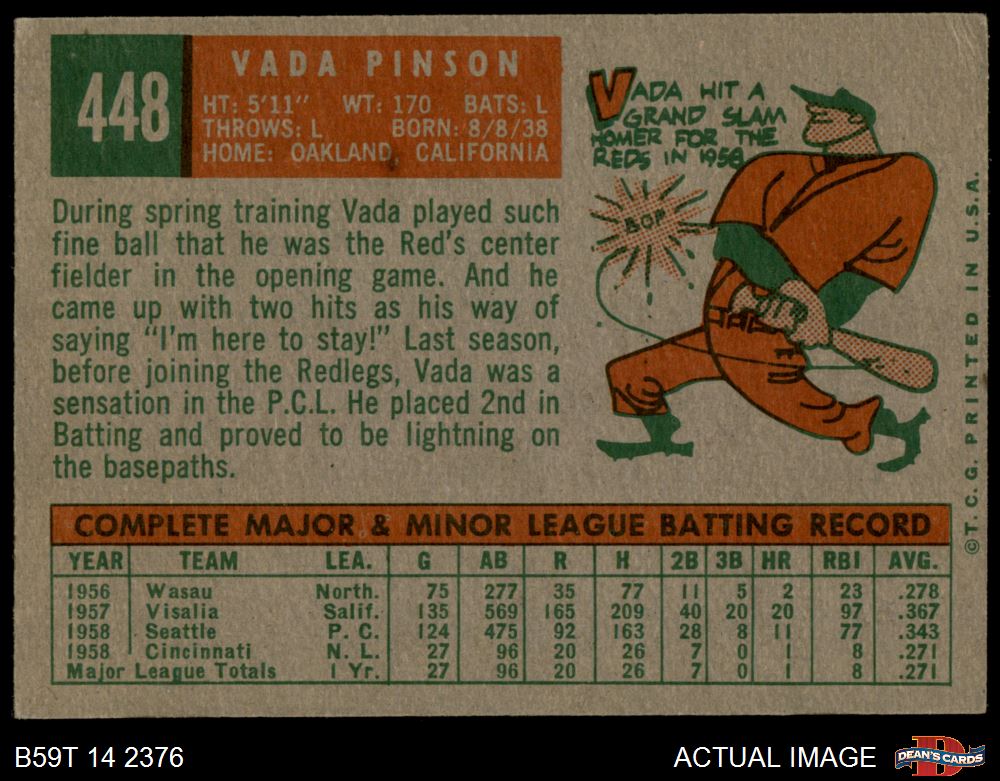 448
VADA PINSON
HT: 5'11" WT: 170 BATS: L
THROWS: L BORN: 8/8/38
HOME: OAKLAND, CALIFORNIA
VADA HIT A
GRAND SLAM
HOMER FOR THE
REDS IN 1958
BOP
During spring training Vada played such
fine ball that he was the Red's center
fielder in the opening game. And he
came up with two hits as his way of
saying "I'm here to stay!" Last season,
before joining the Redlegs, Vada was a
sensation in the P.C.L. He placed 2nd in
Batting and proved to be lightning on
the basepaths.
©T.C.G. PRINTED IN U.S.A.
COMPLETE MAJOR & MINOR LEAGUE BATTING RECORD
YEAR TEAM LEA. G AB R H 2B 3B HR RBI AVG.
1956 Wasau North. 75 277 35 77 11 5 2 23 .278
1957 Visalia Salif. 135 569 165 209 40 20 20 97 .367
1958 Seattle P. C. 124 475 92 163 28 8 11 77 .343
1958 Cincinnati N. L. 27 96 20 26 7 0 1 8 .271
Major League Totals 1 Yr. 27 96 20 26 7 0 1 8 .271
B59T 14 2376
ACTUAL IMAGE
D
DEAN'S CARDS